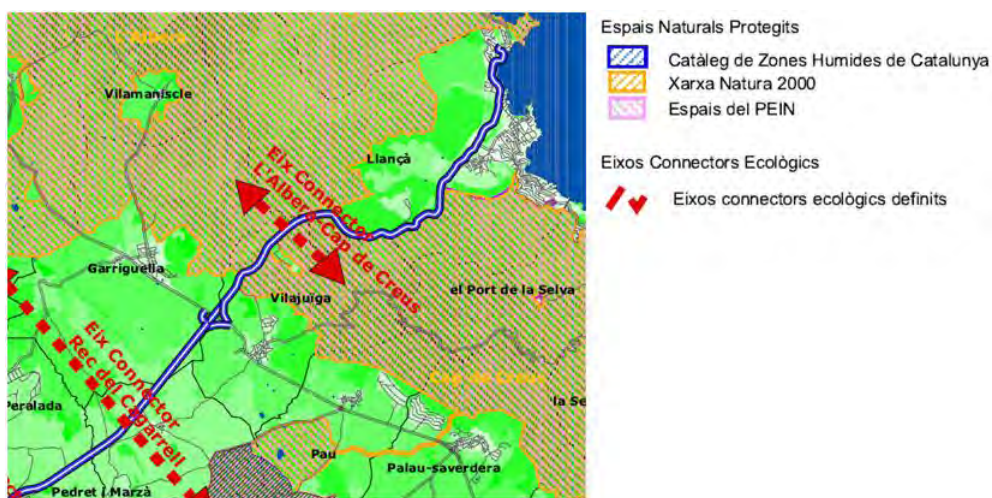 L'Albera
Vilamaniscle
Llançà
Eix Connector
L'Albera-Cap de Creus
Garriguella
Vilajuïga
el Port de la Selva
Eix Connector
Rec del Cagarrell
Cap de Creus
Peralada
la Se
Pau
Palau-saverdera
Pedret i Marzà
Espais Naturals Protegits
Catàleg de Zones Humides de Catalunya
Xarxa Natura 2000
Espais del PEIN
Eixos Connectors Ecològics
Eixos connectors ecològics definits